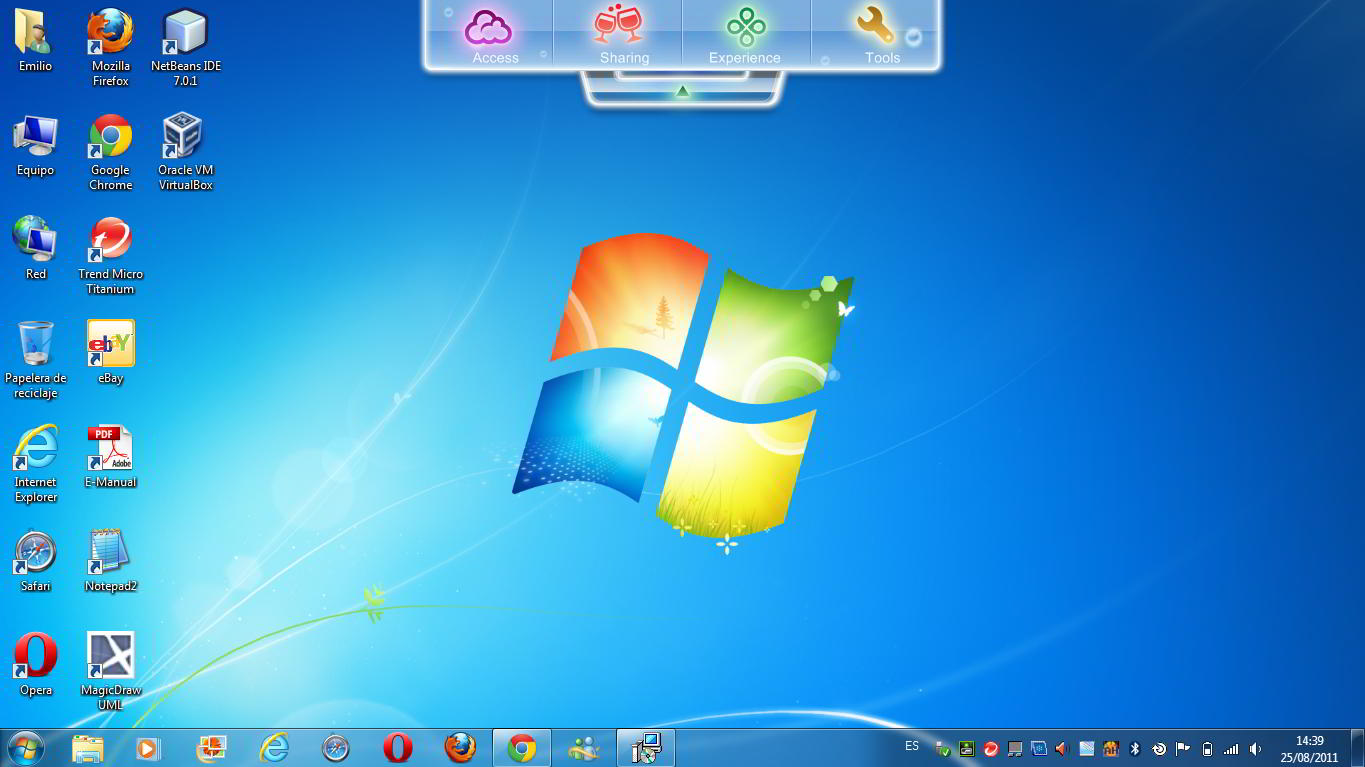 Access
Sharing
Experience
Tools
Emilio
Mozilla
Firefox
NetBeans IDE
7.0.1
Equipo
Google
Chrome
Oracle VM
VirtualBox
Red
Trend Micro
Titanium
Papelera de
reciclaje
ebaY
eBay
Internet
Explorer
PDF
Adobe
E-Manual
Safari
Notepad2
Opera
MagicDraw
UML
ES
14:39
25/08/2011